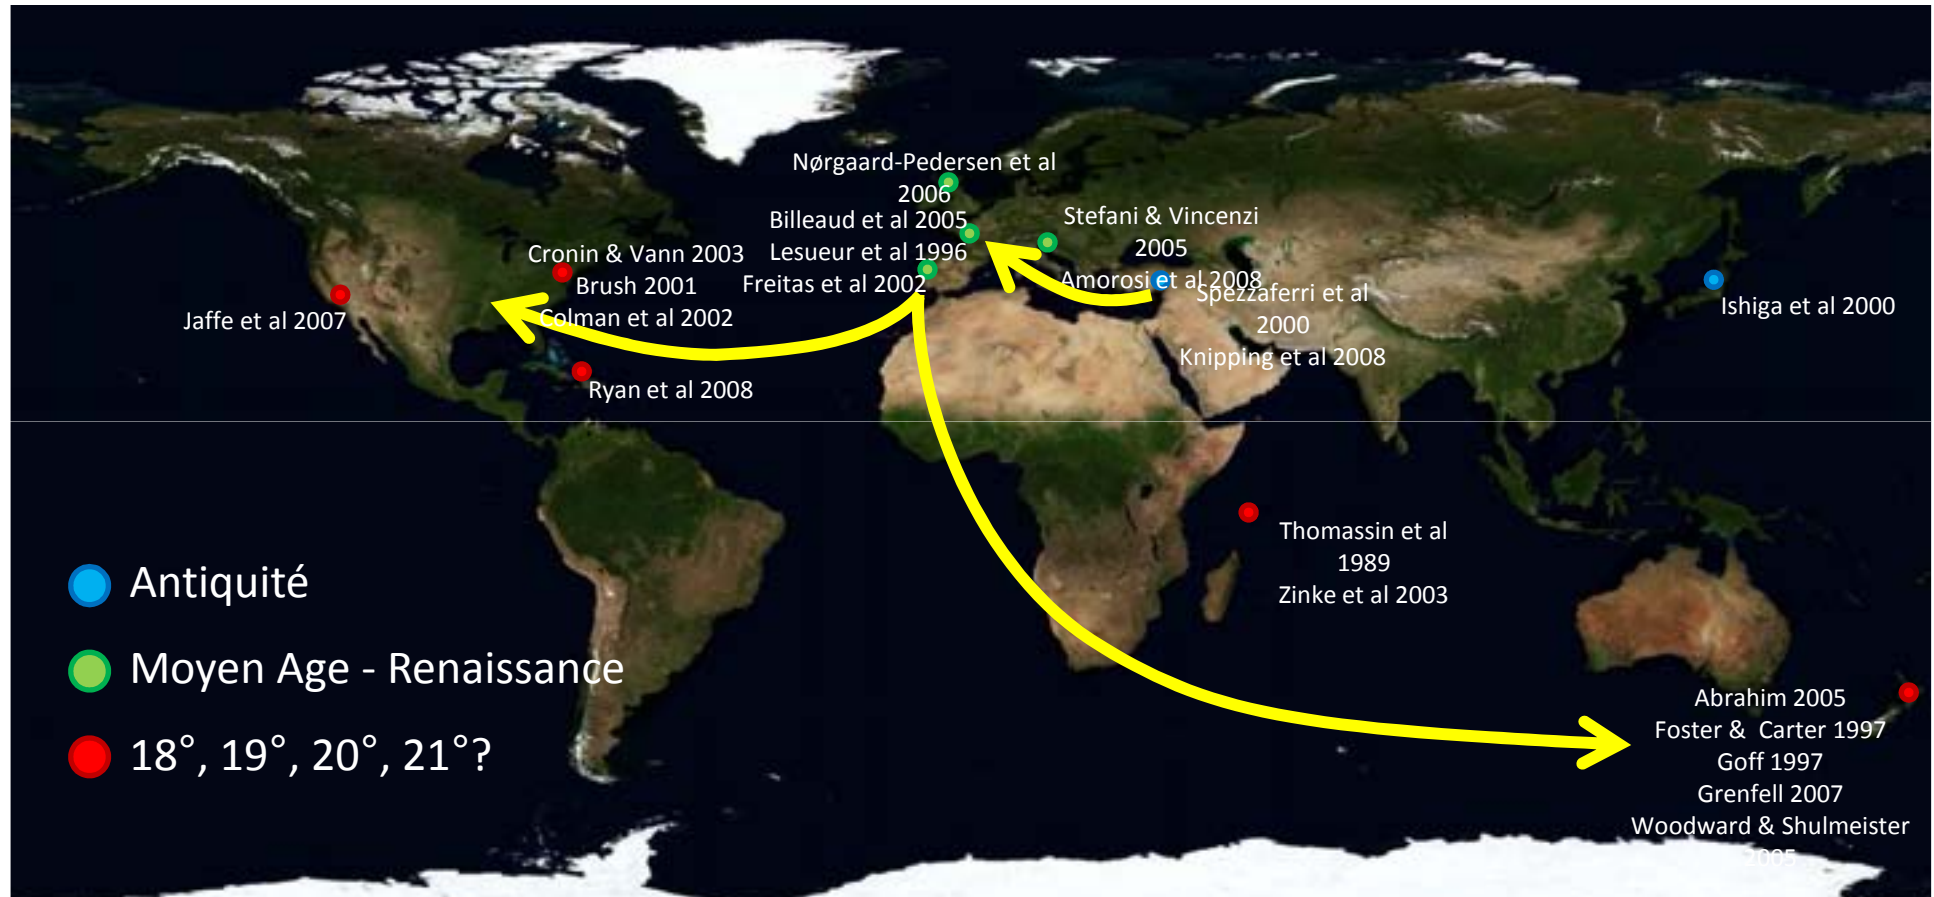 Nørgaard-Pedersen et al
2006
Billeaud et al 2005
Lesueur et al 1996
Freitas et al 2002
Stefani & Vincenzi
2005
Amorosi et al 2008
Spezzaferri et al
2000
Knipping et al 2008
Cronin & Vann 2003
Brush 2001
Colman et al 2002
Jaffe et al 2007
Ryan et al 2008
Ishiga et al 2000
Thomassin et al
1989
Zinke et al 2003
Antiquité
Moyen Age - Renaissance
18°, 19°, 20°, 21°?
Abrahim 2005
Foster & Carter 1997
Goff 1997
Grenfell 2007
Woodward & Shulmeister
2005